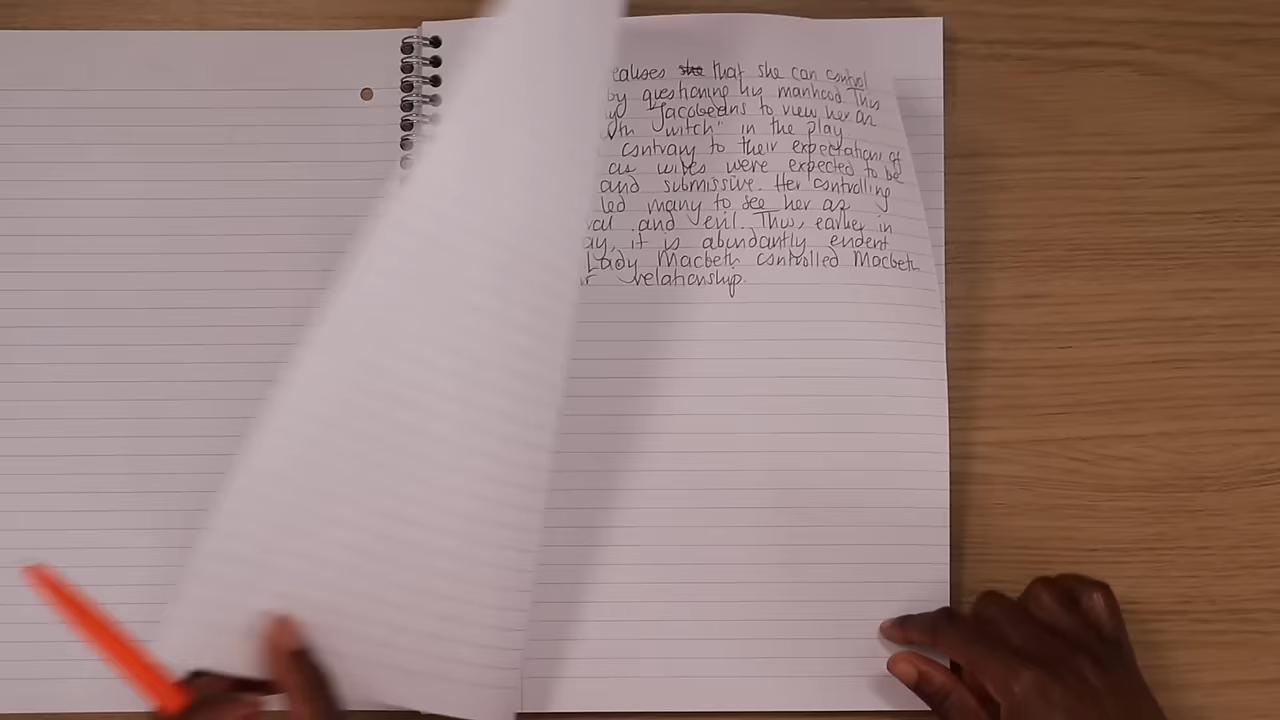 she that she can control
by questioning his manhood. This
Jacobeans to view her as
witch" in the play
contrary to their expectations of
as wives were expected to be
and submissive. Her controlling
led many to see her as
and evil. Thus, earlier in
it is abundantly evident
Lady Macbeth controlled Macbeth
relationship.